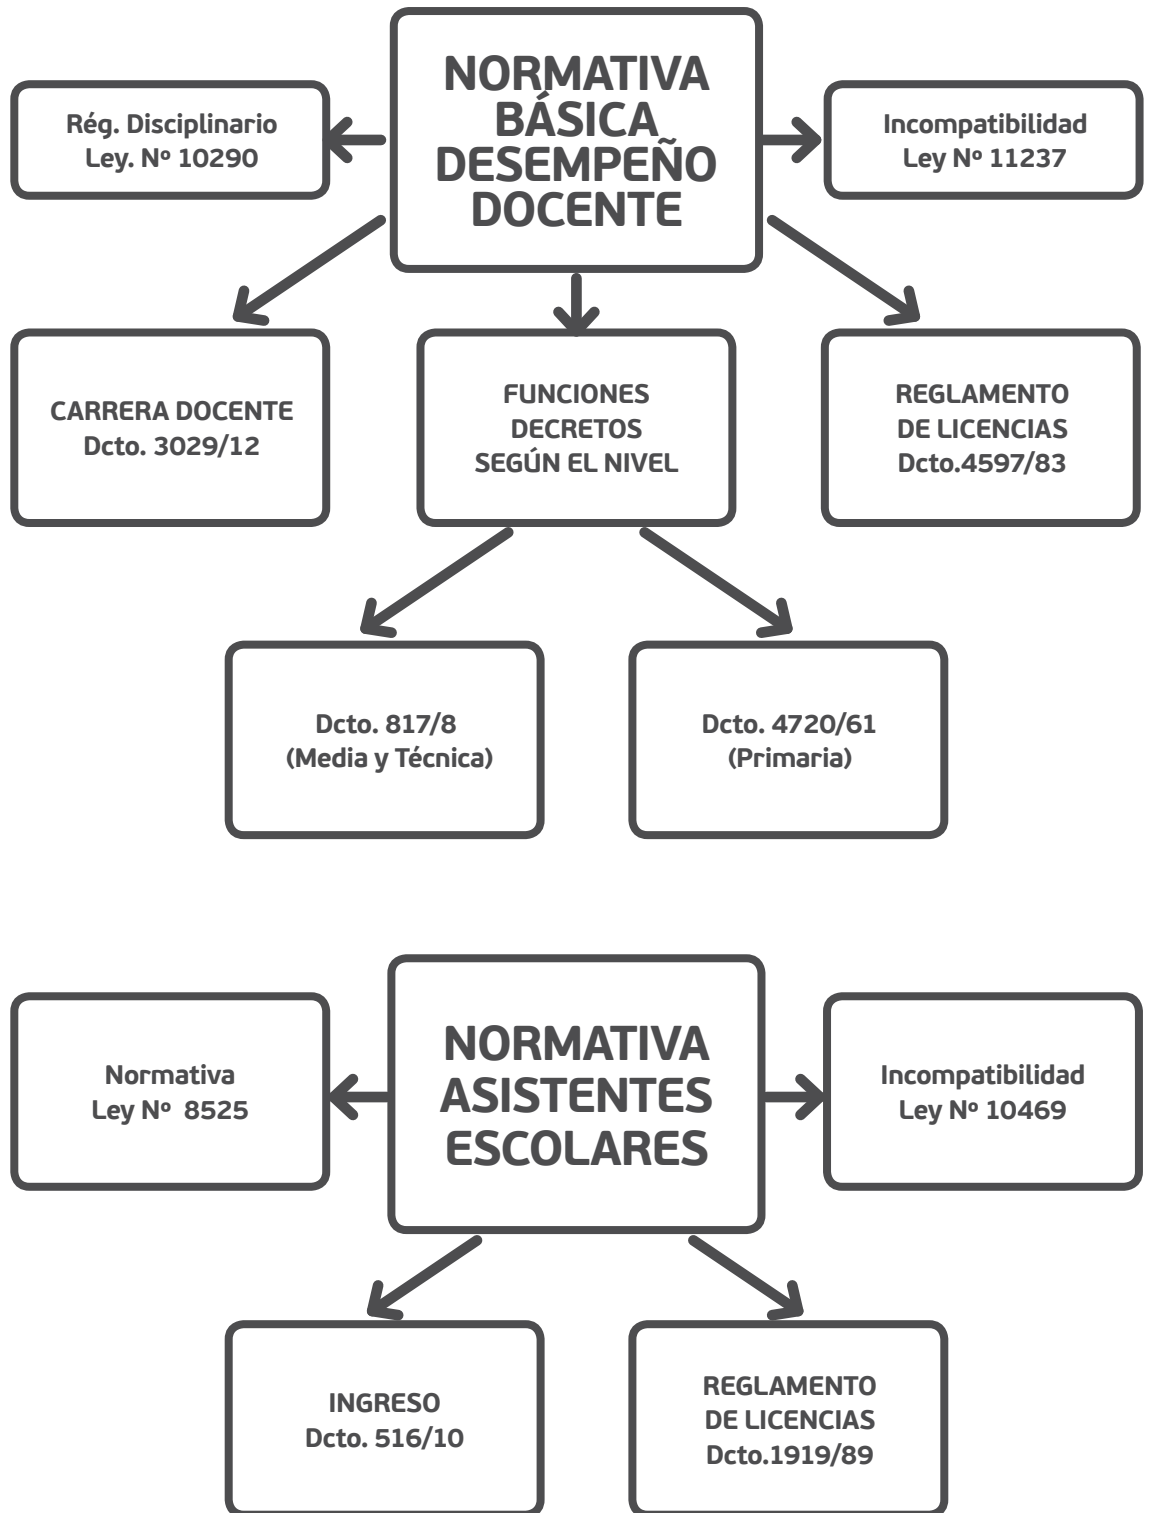 NORMATIVA
BÁSICA
DESEMPEÑO
DOCENTE
Rég. Disciplinario
Ley. Nº 10290
Incompatibilidad
Ley Nº 11237
CARRERA DOCENTE
Dcto. 3029/12
FUNCIONES
DECRETOS
SEGÚN EL NIVEL
REGLAMENTO
DE LICENCIAS
Dcto.4597/83
Dcto. 817/8
(Media y Técnica)
Dcto. 4720/61
(Primaria)
NORMATIVA
ASISTENTES
ESCOLARES
Normativa
Ley Nº 8525
Incompatibilidad
Ley Nº 10469
INGRESO
Dcto. 516/10
REGLAMENTO
DE LICENCIAS
Dcto.1919/89